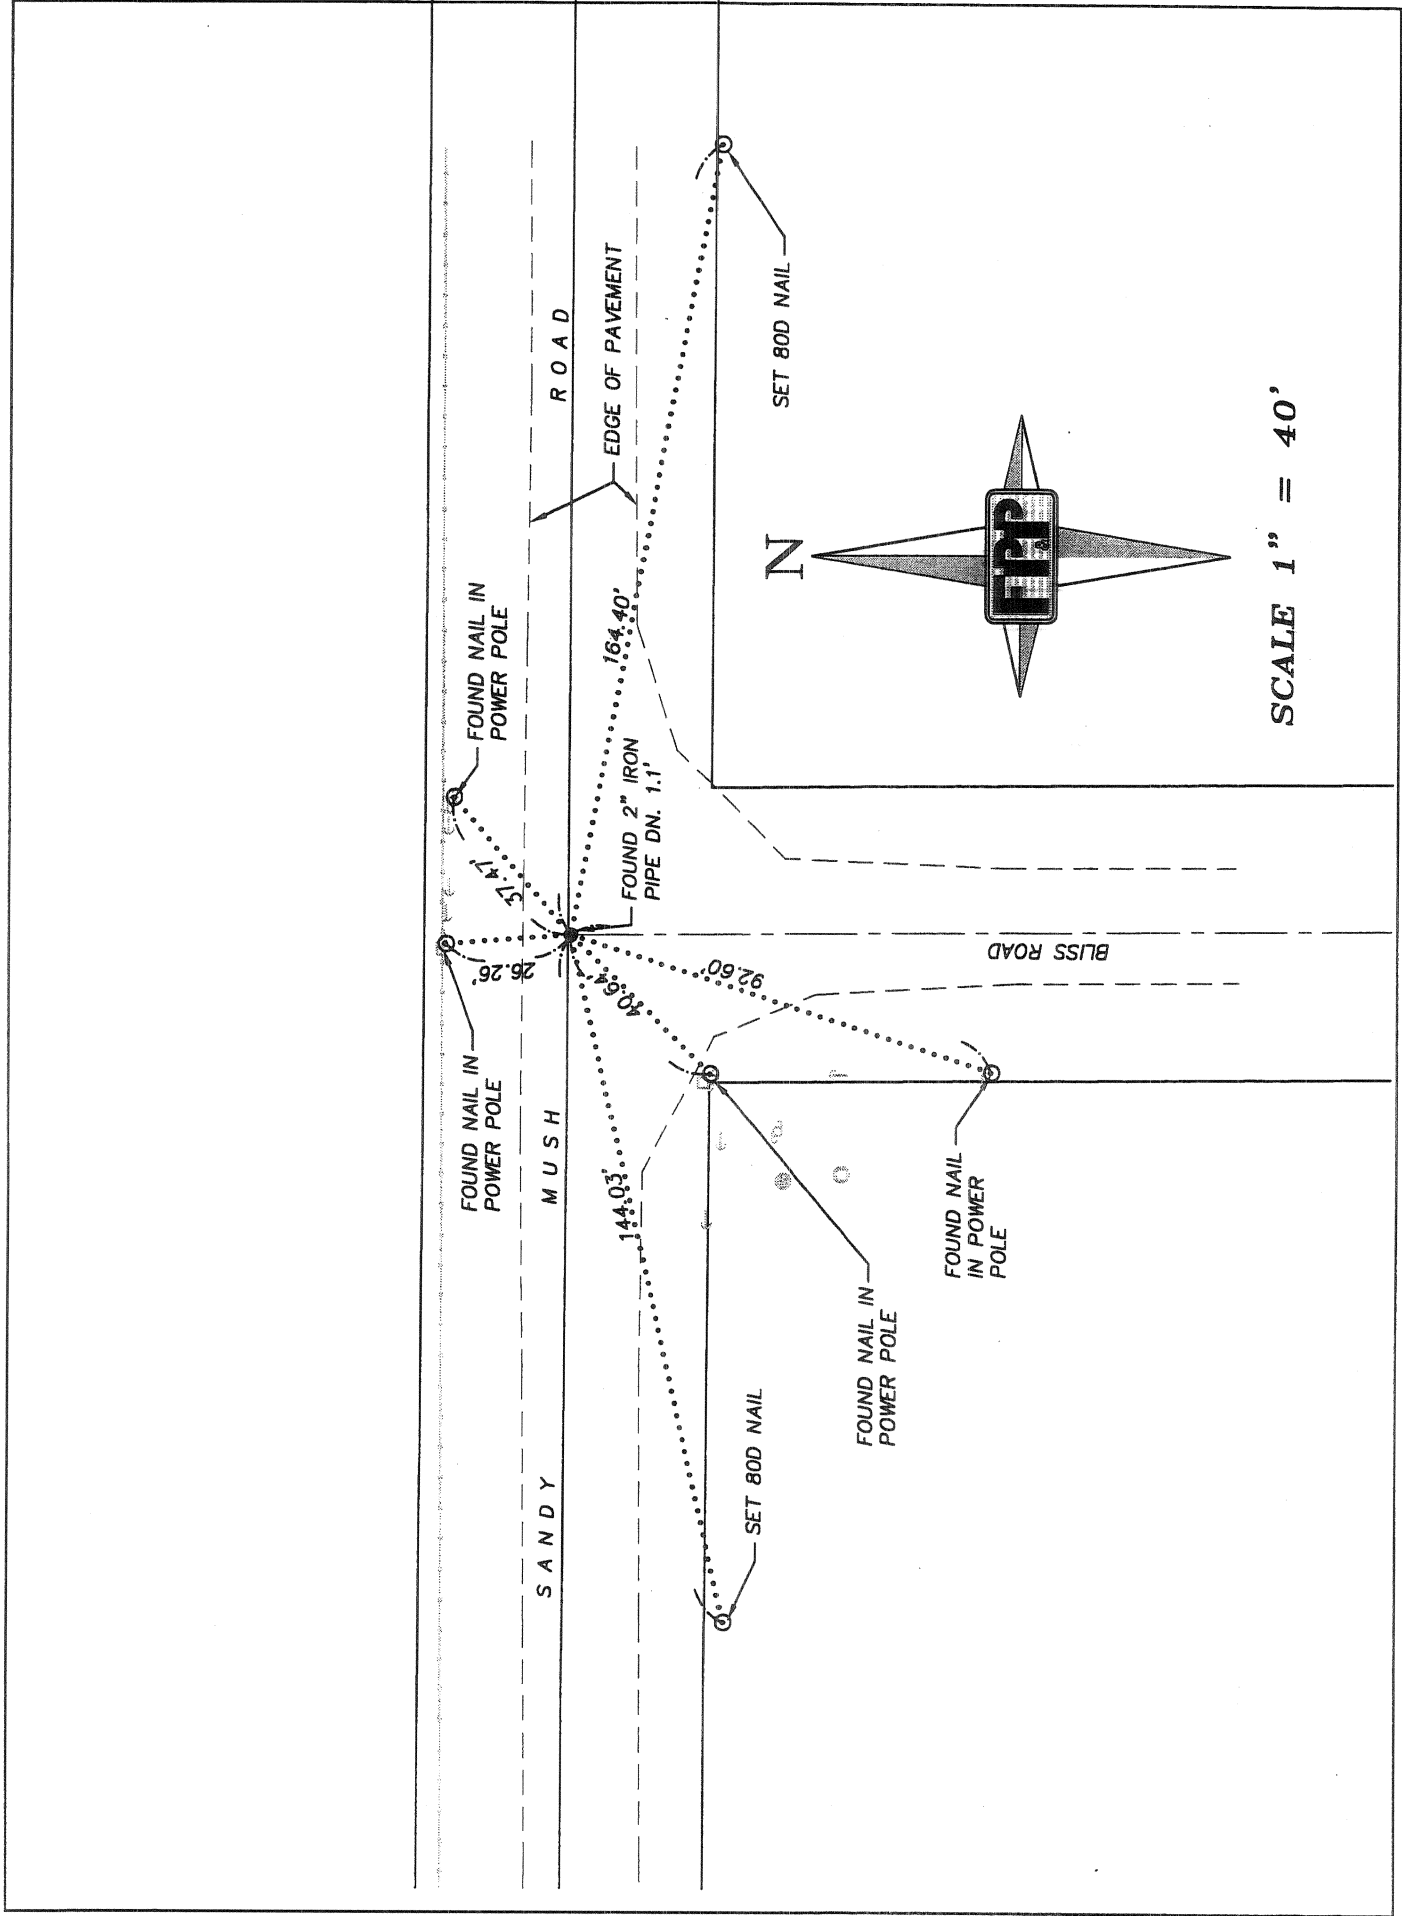 FOUND NAIL IN
POWER POLE
FOUND NAIL IN
POWER POLE
26.26'
37.47'
SANDY MUSH ROAD
EDGE OF PAVEMENT
144.03'
40.64'
92.60'
164.40'
FOUND 2" IRON
PIPE DN. 1.1'
SET 80D NAIL
SET 80D NAIL
FOUND NAIL IN
POWER POLE
FOUND NAIL
IN POWER
POLE
BLISS ROAD
N
SCALE 1" = 40'